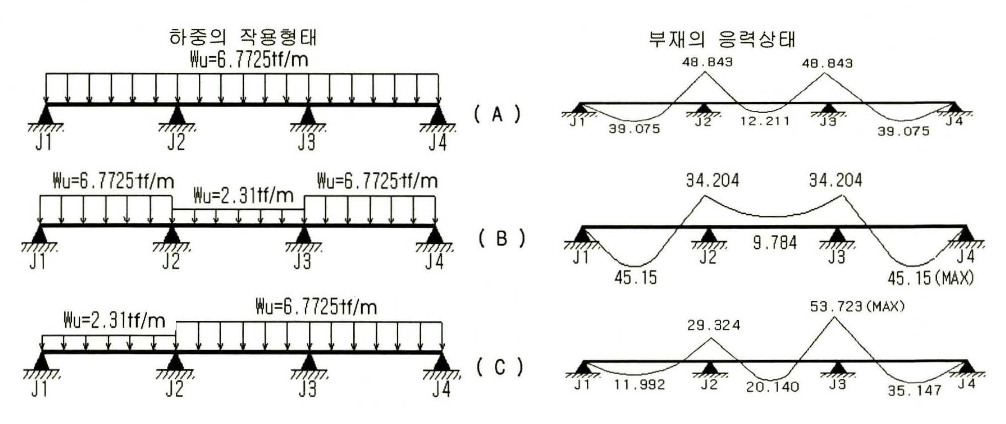 하중의 작용형태
Wu=6.7725tf/m
J1 J2 J3 J4
( A )
부재의 응력상태
48.843 48.843
J1 J2 12.211 J3 J4
39.075 39.075
Wu=6.7725tf/m Wu=2.31tf/m Wu=6.7725tf/m
J1 J2 J3 J4
( B )
34.204 34.204
J1 J2 9.784 J3 J4
45.15 45.15(MAX)
Wu=2.31tf/m Wu=6.7725tf/m
J1 J2 J3 J4
( C )
29.324 53.723(MAX)
J1 11.992 J2 20.140 J3 35.147 J4